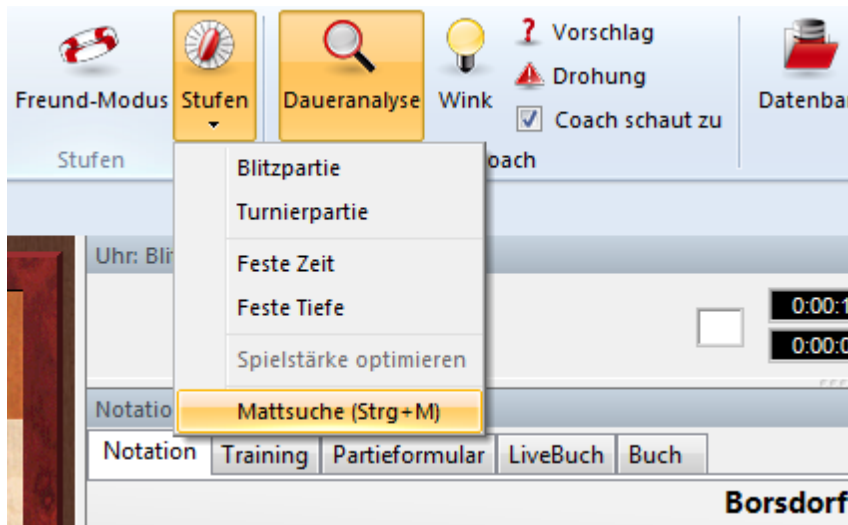 Freund-Modus
Stufen
Daueranalyse
Wink
Vorschlag
Drohung
Coach schaut zu
Stufen
Blitzpartie
Turnierpartie
Feste Zeit
Feste Tiefe
Spielstärke optimieren
Mattsuche (Strg+M)
Uhr:
Notation
Training
Partieformular
LiveBuch
Buch
Borsdorf